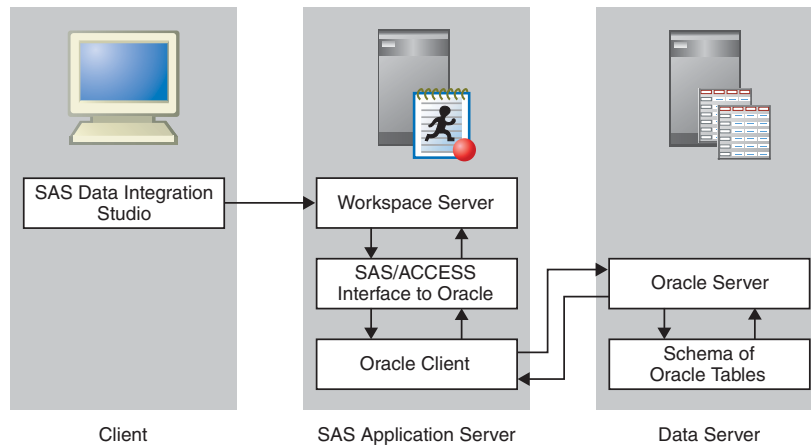 SAS Data Integration
Studio
Workspace Server
SAS/ACCESS
Interface to Oracle
Oracle Client
Oracle Server
Schema of
Oracle Tables
Client
SAS Application Server
Data Server